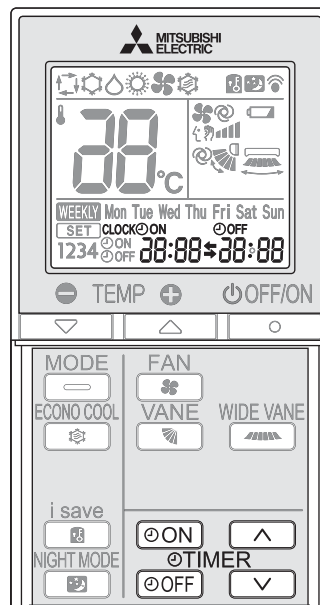 MITSUBISHI
ELECTRIC
88°C
WEEKLY Mon Tue Wed Thu Fri Sat Sun
SET CLOCK ON OFF
1234 ON OFF 88:88 88:88
TEMP OFF/ON
MODE FAN
ECONO COOL VANE WIDE VANE
i save
ON
NIGHT MODE TIMER
OFF